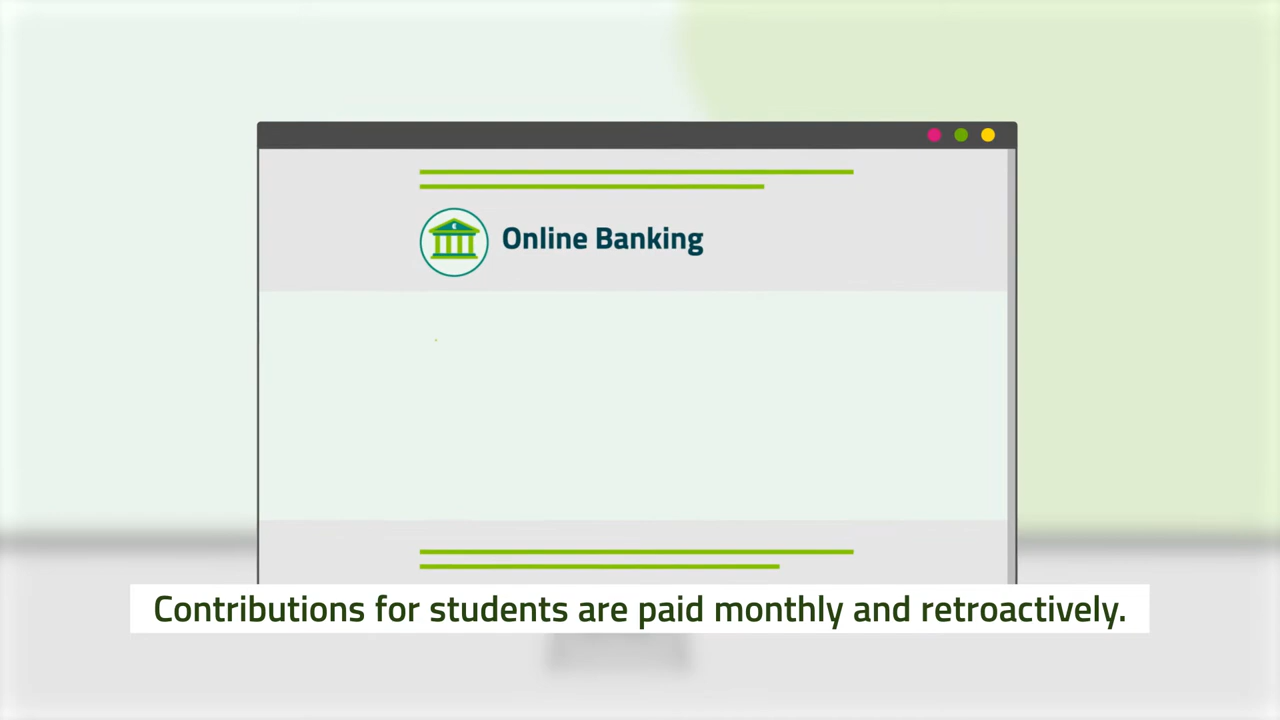 Online Banking
Contributions for students are paid monthly and retroactively.